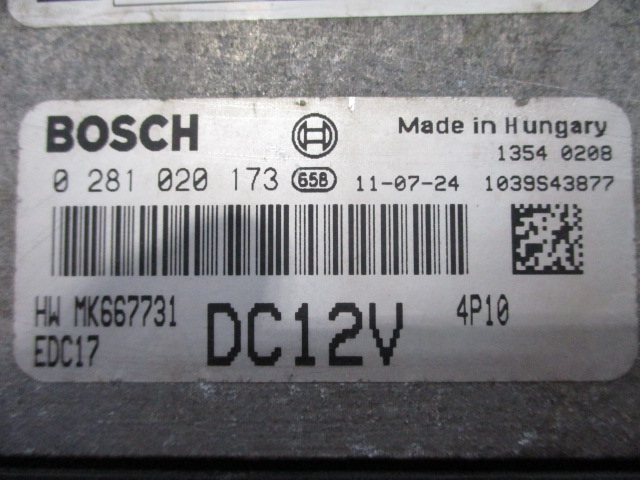 BOSCH
Made in Hungary
1354 0208
0 281 020 173 65B 11-07-24 1039S43877
HW MK667731 DC12V 4P10
EDC17